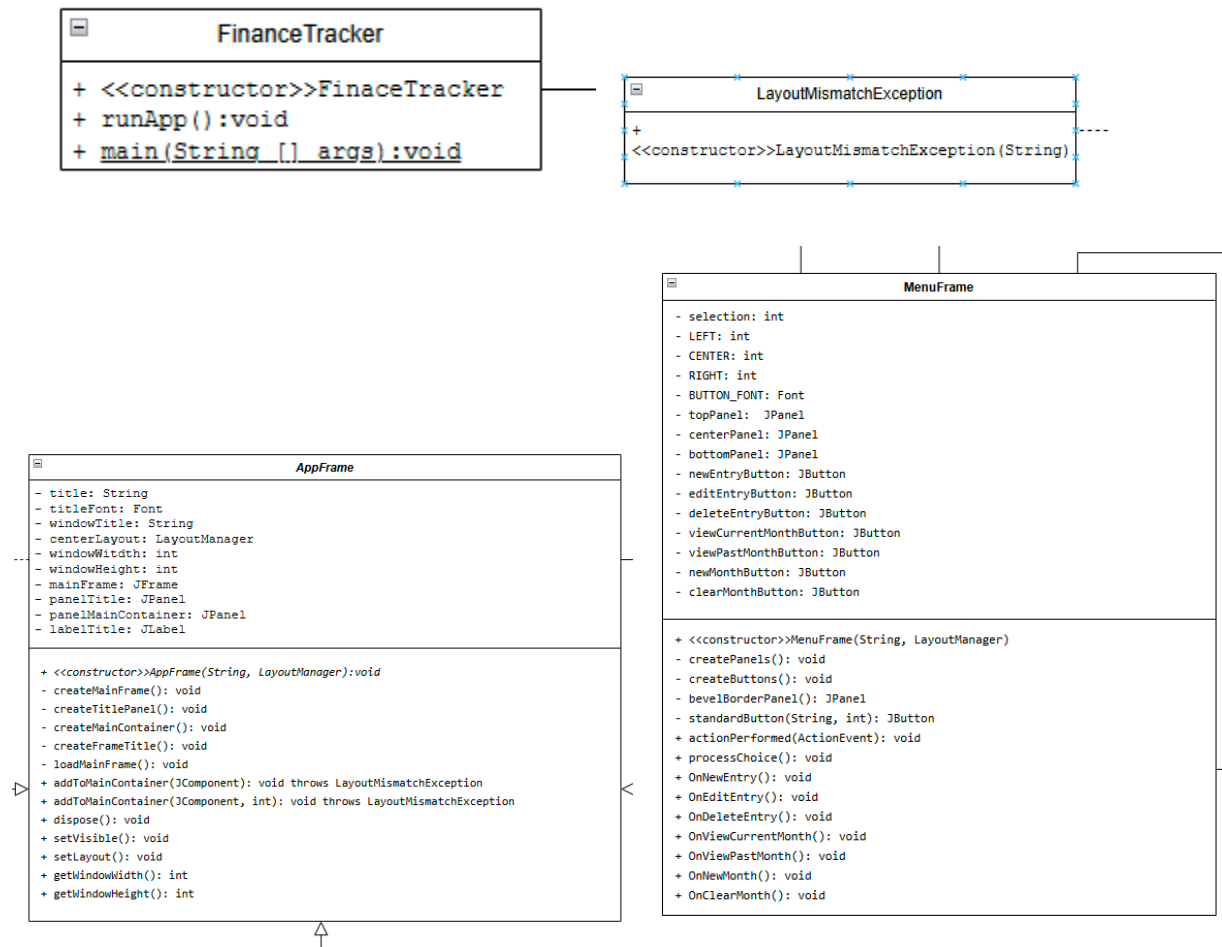 FinanceTracker
+ <<constructor>>FinaceTracker
+ runApp():void
+ main(String [] args):void
LayoutMismatchException
+
<<constructor>>LayoutMismatchException(String)
AppFrame
- title: String
- titleFont: Font
- windowTitle: String
- centerLayout: LayoutManager
- windowWitdth: int
- windowHeight: int
- mainFrame: JFrame
- panelTitle: JPanel
- panelMainContainer: JPanel
- labelTitle: JLabel
+ <<constructor>>AppFrame(String, LayoutManager):void
- createMainFrame(): void
- createTitlePanel(): void
- createMainContainer(): void
- createFrameTitle(): void
- loadMainFrame(): void
+ addToMainContainer(JComponent): void throws LayoutMismatchException
+ addToMainContainer(JComponent, int): void throws LayoutMismatchException
+ dispose(): void
+ setVisible(): void
+ setLayout(): void
+ getWindowWidth(): int
+ getWindowHeight(): int
MenuFrame
- selection: int
- LEFT: int
- CENTER: int
- RIGHT: int
- BUTTON_FONT: Font
- topPanel: JPanel
- centerPanel: JPanel
- bottomPanel: JPanel
- newEntryButton: JButton
- editEntryButton: JButton
- deleteEntryButton: JButton
- viewCurrentMonthButton: JButton
- viewPastMonthButton: JButton
- newMonthButton: JButton
- clearMonthButton: JButton
+ <<constructor>>MenuFrame(String, LayoutManager)
- createPanels(): void
- createButtons(): void
- bevelBorderPanel(): JPanel
- standardButton(String, int): JButton
+ actionPerformed(ActionEvent): void
+ processChoice(): void
+ OnNewEntry(): void
+ OnEditEntry(): void
+ OnDeleteEntry(): void
+ OnViewCurrentMonth(): void
+ OnViewPastMonth(): void
+ OnNewMonth(): void
+ OnClearMonth(): void